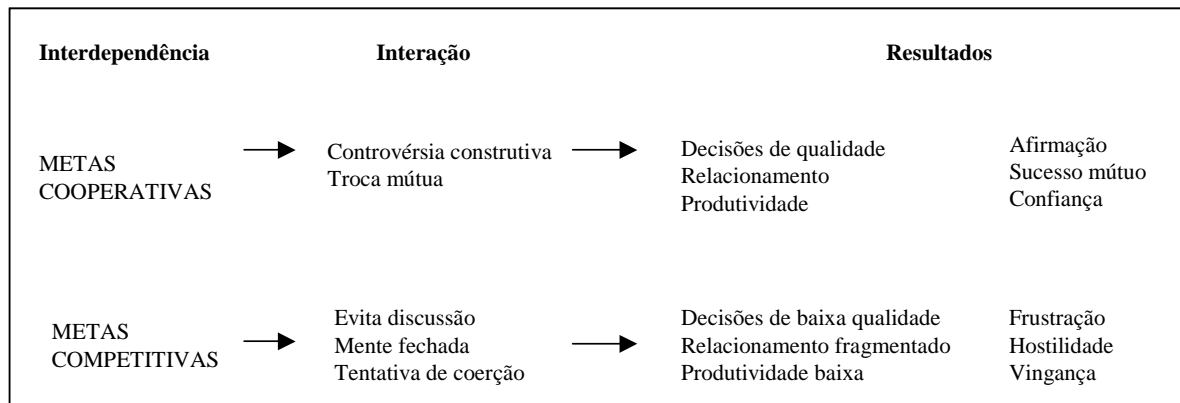 Interdependência
Interação
Resultados
METAS
COOPERATIVAS
Controvérsia construtiva
Troca mútua
Decisões de qualidade
Relacionamento
Produtividade
Afirmação
Sucesso mútuo
Confiança
METAS
COMPETITIVAS
Evita discussão
Mente fechada
Tentativa de coerção
Decisões de baixa qualidade
Relacionamento fragmentado
Produtividade baixa
Frustração
Hostilidade
Vingança